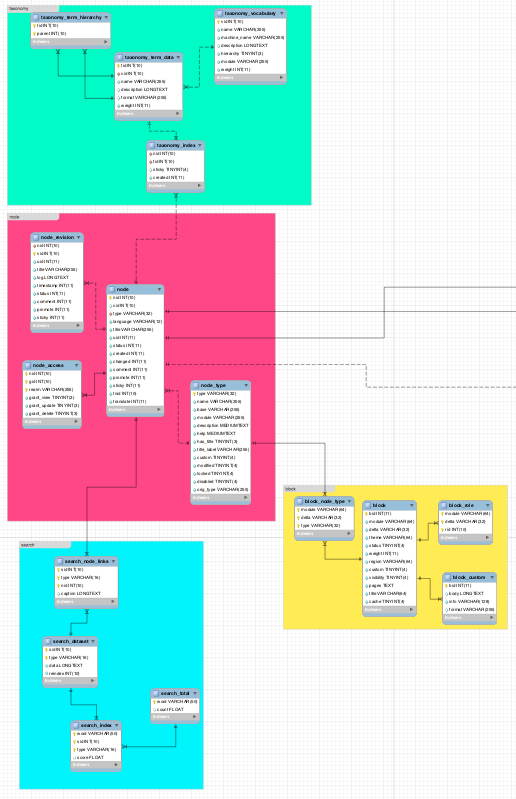 taxonomy
taxonomy_term_hierarchy
tid INT(10)
parent INT(10)
Indexes
taxonomy_vocabulary
vid INT(10)
name VARCHAR(255)
machine_name VARCHAR(255)
description LONGTEXT
hierarchy TINYINT(3)
module VARCHAR(255)
weight INT(11)
Indexes
taxonomy_term_data
tid INT(10)
vid INT(10)
name VARCHAR(255)
description LONGTEXT
format VARCHAR(255)
weight INT(11)
Indexes
taxonomy_index
nid INT(10)
tid INT(10)
sticky TINYINT(4)
created INT(11)
Indexes
node
node_revision
nid INT(10)
vid INT(10)
uid INT(11)
title VARCHAR(255)
log LONGTEXT
timestamp INT(11)
status INT(11)
comment INT(11)
promote INT(11)
sticky INT(11)
Indexes
node
nid INT(10)
vid INT(10)
type VARCHAR(32)
language VARCHAR(12)
title VARCHAR(255)
uid INT(11)
status INT(11)
created INT(11)
changed INT(11)
comment INT(11)
promote INT(11)
sticky INT(11)
tnid INT(10)
translate INT(11)
Indexes
node_access
nid INT(10)
gid INT(10)
realm VARCHAR(255)
grant_view TINYINT(3)
grant_update TINYINT(3)
grant_delete TINYINT(3)
Indexes
node_type
type VARCHAR(32)
name VARCHAR(255)
base VARCHAR(255)
module VARCHAR(255)
description MEDIUMTEXT
help MEDIUMTEXT
has_title TINYINT(3)
title_label VARCHAR(255)
custom TINYINT(4)
modified TINYINT(4)
locked TINYINT(4)
disabled TINYINT(4)
orig_type VARCHAR(255)
Indexes
block
block_node_type
module VARCHAR(64)
delta VARCHAR(32)
type VARCHAR(32)
Indexes
block
bid INT(11)
module VARCHAR(64)
delta VARCHAR(32)
theme VARCHAR(64)
status TINYINT(4)
weight INT(11)
region VARCHAR(64)
custom TINYINT(4)
visibility TINYINT(4)
pages TEXT
title VARCHAR(64)
cache TINYINT(4)
Indexes
block_role
module VARCHAR(64)
delta VARCHAR(32)
rid INT(10)
Indexes
block_custom
bid INT(11)
body LONGTEXT
info VARCHAR(128)
format VARCHAR(255)
Indexes
search
search_node_links
sid INT(10)
type VARCHAR(16)
nid INT(10)
caption LONGTEXT
Indexes
search_dataset
sid INT(10)
type VARCHAR(16)
data LONGTEXT
reindex INT(10)
Indexes
search_total
word VARCHAR(50)
count FLOAT
Indexes
search_index
word VARCHAR(50)
sid INT(10)
type VARCHAR(16)
score FLOAT
Indexes